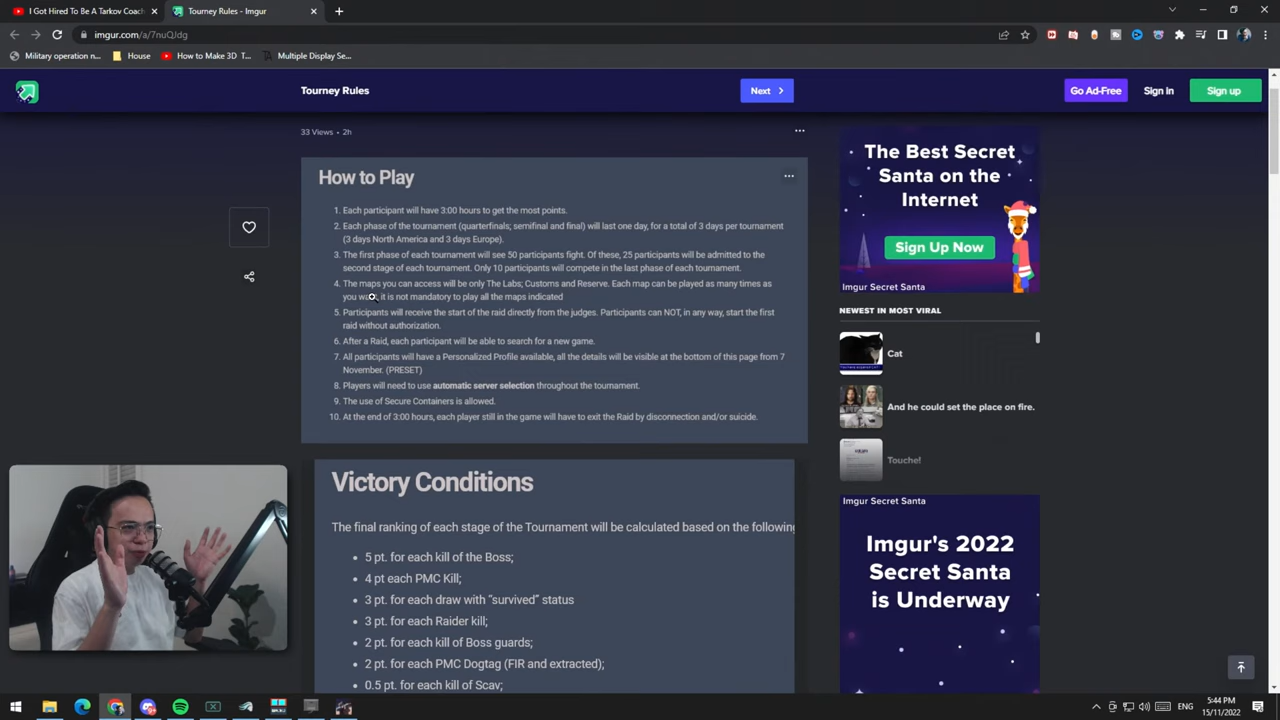 I Got Hired To Be A Tarkov Coach
Tourney Rules - Imgur
imgur.com/a/7nuQJdg
Military operation n...
House
How to Make 3D T...
Multiple Display Se...
Tourney Rules
Next
Go Ad-Free
Sign in
Sign up
33 Views • 2h
How to Play
1. Each participant will have 3:00 hours to get the most points.
2. Each phase of the tournament (quarterfinals; semifinal and final) will last one day, for a total of 3 days per tournament
(3 days North America and 3 days Europe).
3. The first phase of each tournament will see 50 participants fight. Of these, 25 participants will be admitted to the
second stage of each tournament. Only 10 participants will compete in the last phase of each tournament.
4. The maps you can access will be only The Labs; Customs and Reserve. Each map can be played as many times as
you want, it is not mandatory to play all the maps indicated
5. Participants will receive the start of the raid directly from the judges. Participants can NOT, in any way, start the first
raid without authorization.
6. After a Raid, each participant will be able to search for a new game.
7. All participants will have a Personalized Profile available, all the details will be visible at the bottom of this page from 7
November. (PRESET)
8. Players will need to use automatic server selection throughout the tournament.
9. The use of Secure Containers is allowed.
10. At the end of 3:00 hours, each player still in the game will have to exit the Raid by disconnection and/or suicide.
Victory Conditions
The final ranking of each stage of the Tournament will be calculated based on the following
• 5 pt. for each kill of the Boss;
• 4 pt each PMC Kill;
• 3 pt. for each draw with “survived” status
• 3 pt. for each Raider kill;
• 2 pt. for each kill of Boss guards;
• 2 pt. for each PMC Dogtag (FIR and extracted);
• 0.5 pt. for each kill of Scav;
The Best Secret
Santa on the
Internet
Sign Up Now
Imgur Secret Santa
NEWEST IN MOST VIRAL
Cat
And he could set the place on fire.
Touche!
Imgur Secret Santa
Imgur's 2022
Secret Santa
is Underway
ENG
5:44 PM
15/11/2022